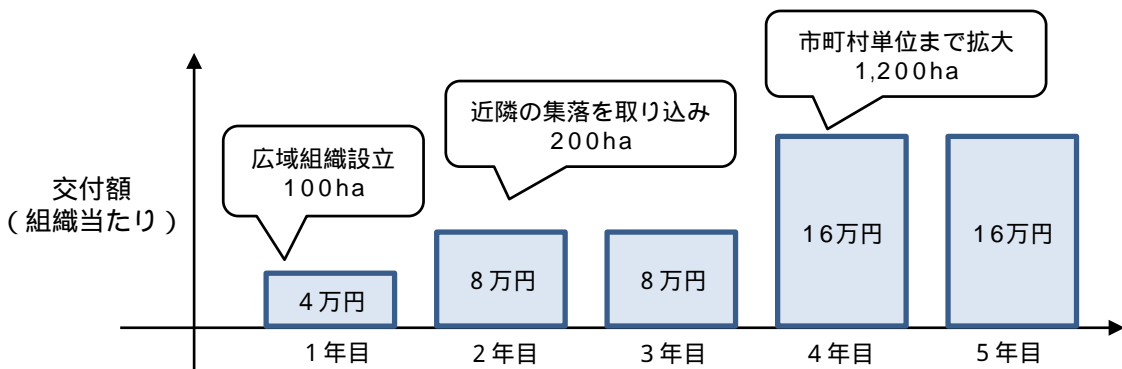 市町村単位まで拡大
1,200ha
近隣の集落を取り込み
200ha
広域組織設立
100ha
交付額
（組織当たり）
４万円
８万円
８万円
16万円
16万円
１年目
２年目
３年目
４年目
５年目